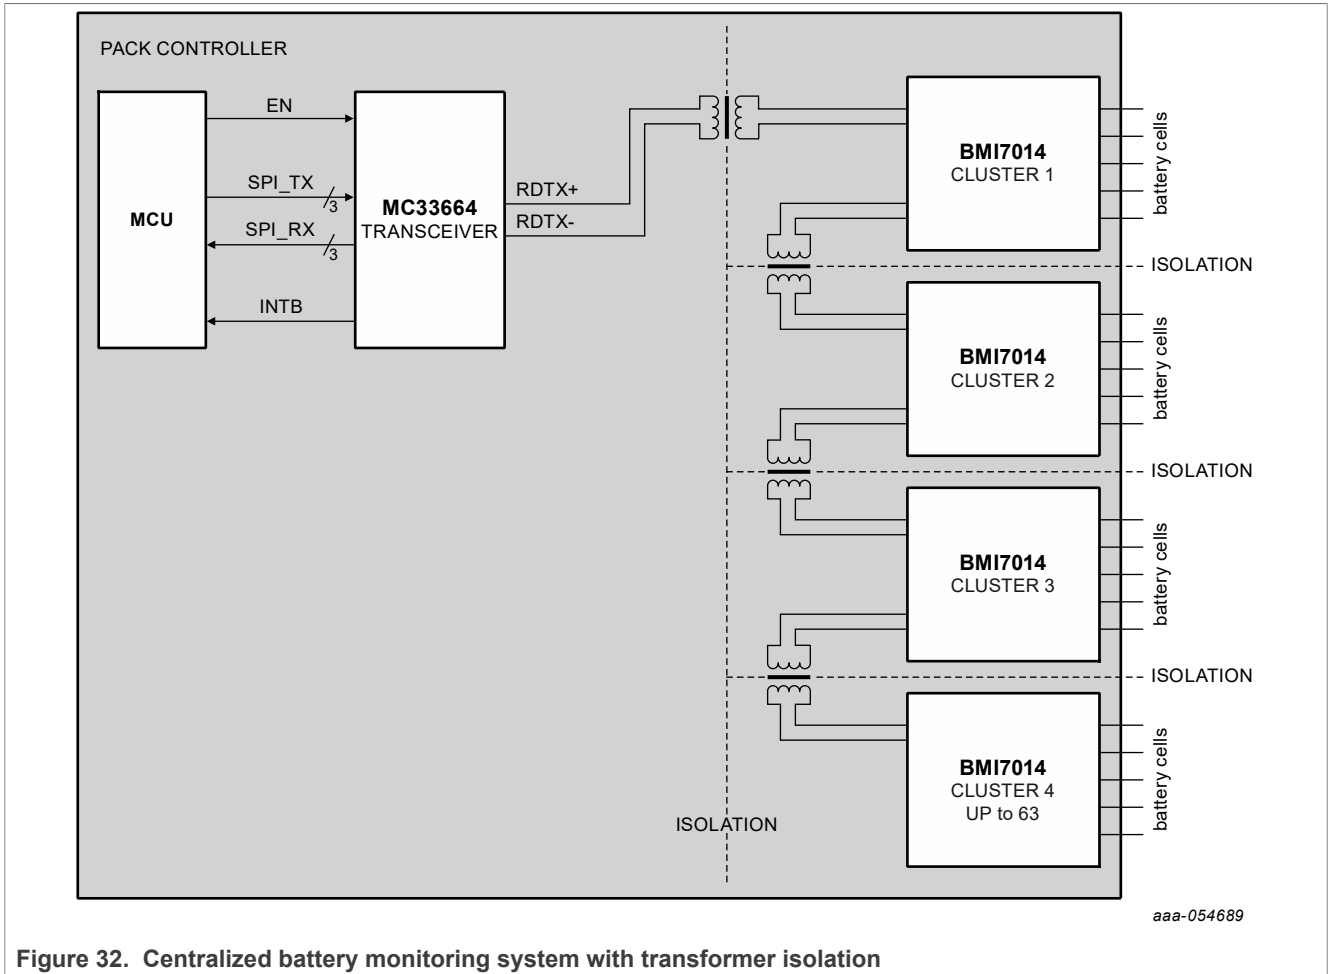 PACK CONTROLLER
MCU
EN
SPI_TX
3
SPI_RX
3
INTB
MC33664
TRANSCEIVER
RDTX+
RDTX-
BMI7014
CLUSTER 1
battery cells
ISOLATION
BMI7014
CLUSTER 2
battery cells
ISOLATION
BMI7014
CLUSTER 3
battery cells
ISOLATION
BMI7014
CLUSTER 4
UP to 63
battery cells
ISOLATION
aaa-054689
Figure 32. Centralized battery monitoring system with transformer isolation